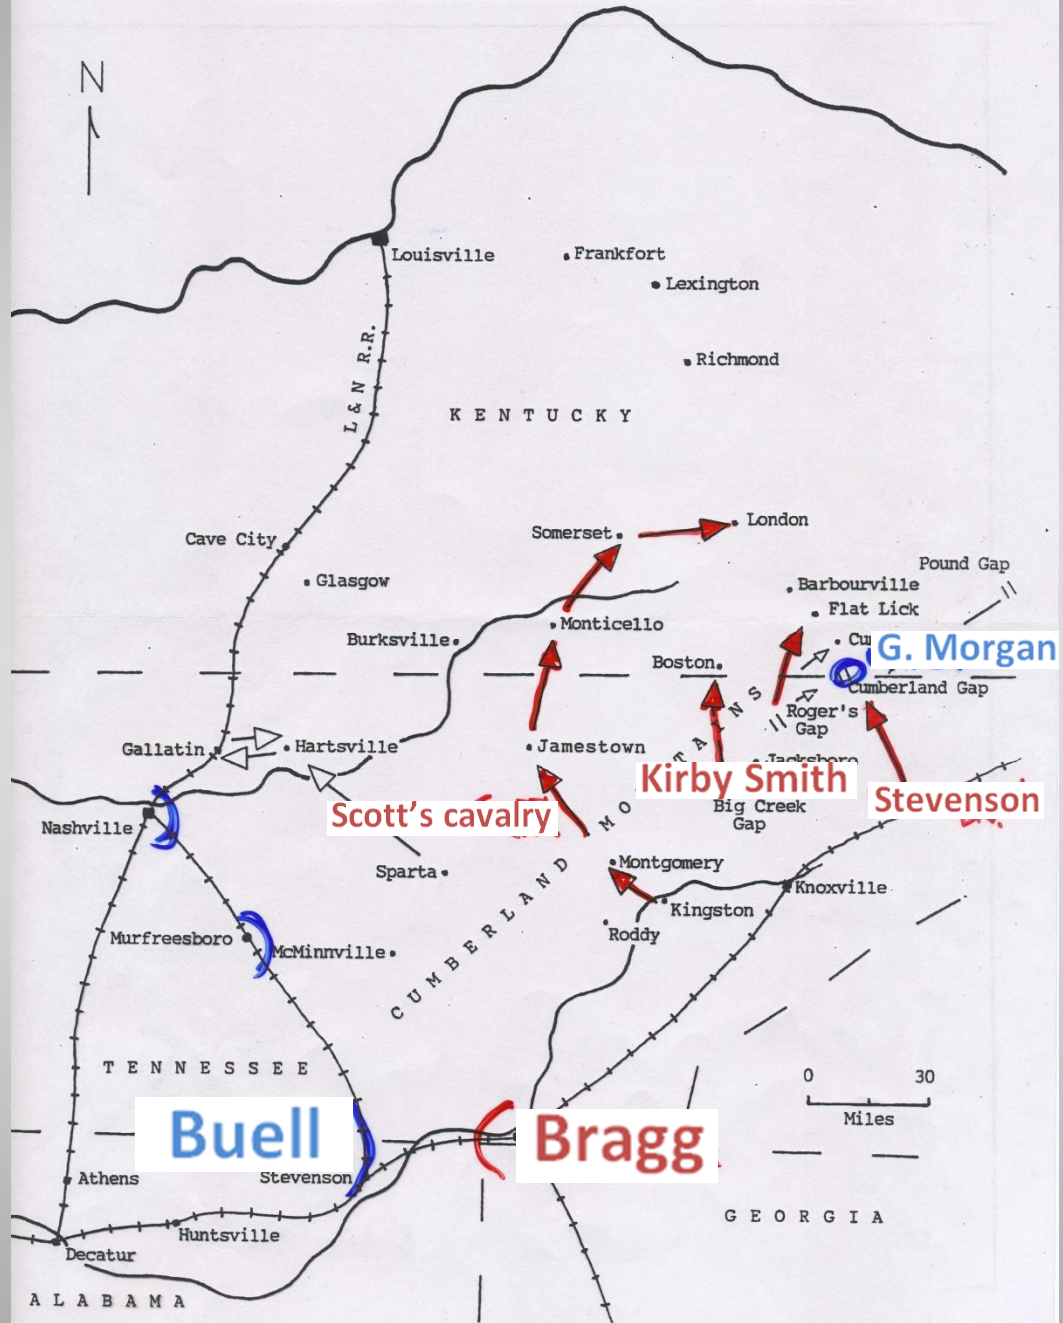 N
Louisville
Frankfort
Lexington
Richmond
L&N R.R.
K E N T U C K Y
Somerset
London
Cave City
Glasgow
Pound Gap
Barbourville
Flat Lick
Burksville
Monticello
G. Morgan
Boston
Cumberland Gap
Roger's
Gap
Gallatin
Hartsville
Jamestown
Jacksboro
Kirby Smith
Stevenson
Scott's cavalry
Big Creek
Gap
Nashville
Sparta
Montgomery
Knoxville
Kingston
Roddy
Murfreesboro
McMinnville
C U M B E R L A N D M O T A I N S
T E N N E S S E E
0 30
Miles
Buell
Bragg
Athens
Stevenson
Huntsville
G E O R G I A
Decatur
A L A B A M A